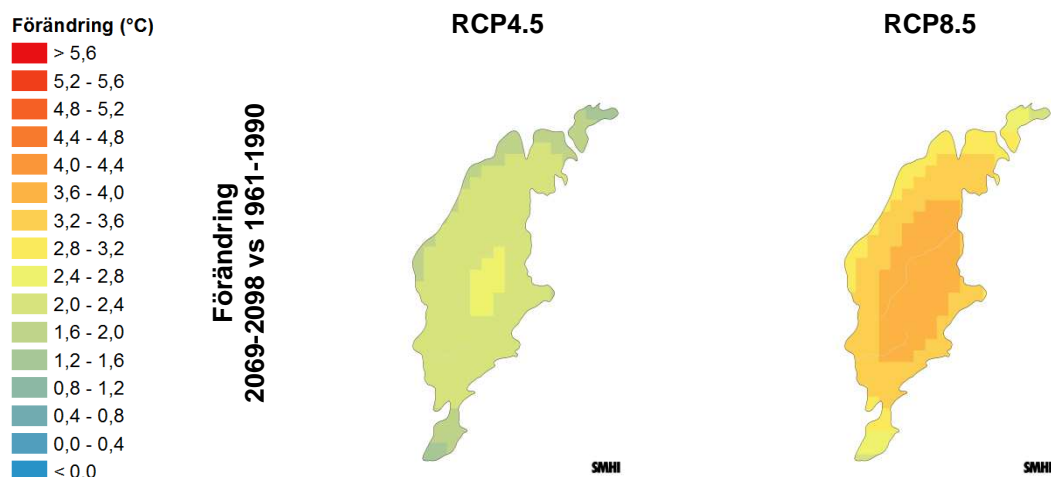 Förändring (°C)
> 5,6
5,2 - 5,6
4,8 - 5,2
4,4 - 4,8
4,0 - 4,4
3,6 - 4,0
3,2 - 3,6
2,8 - 3,2
2,4 - 2,8
2,0 - 2,4
1,6 - 2,0
1,2 - 1,6
0,8 - 1,2
0,4 - 0,8
0,0 - 0,4
< 0,0
Förändring
2069-2098 vs 1961-1990
RCP4.5
SMHI
RCP8.5
SMHI